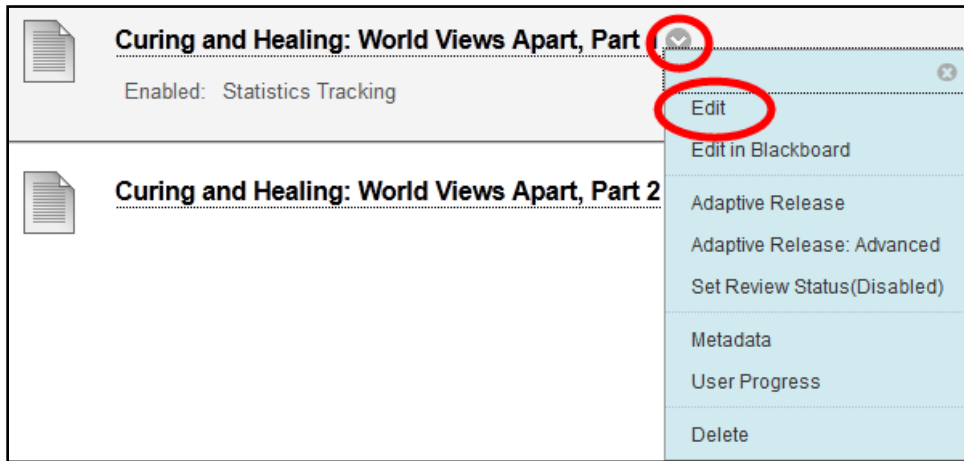 Curing and Healing: World Views Apart, Part 1
Enabled: Statistics Tracking
Edit
Edit in Blackboard
Curing and Healing: World Views Apart, Part 2
Adaptive Release
Adaptive Release: Advanced
Set Review Status(Disabled)
Metadata
User Progress
Delete